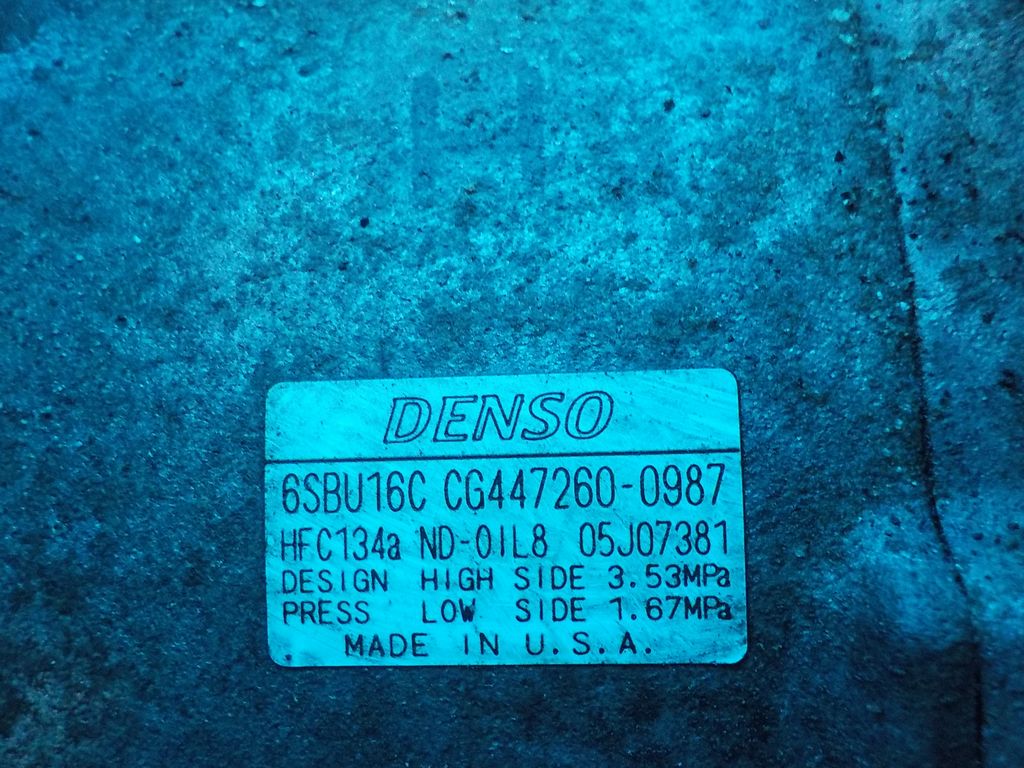 DENSO
6SBU16C CG447260-0987
HFC134a ND-OIL8 05J07381
DESIGN HIGH SIDE 3.53MPa
PRESS LOW SIDE 1.67MPa
MADE IN U.S.A.